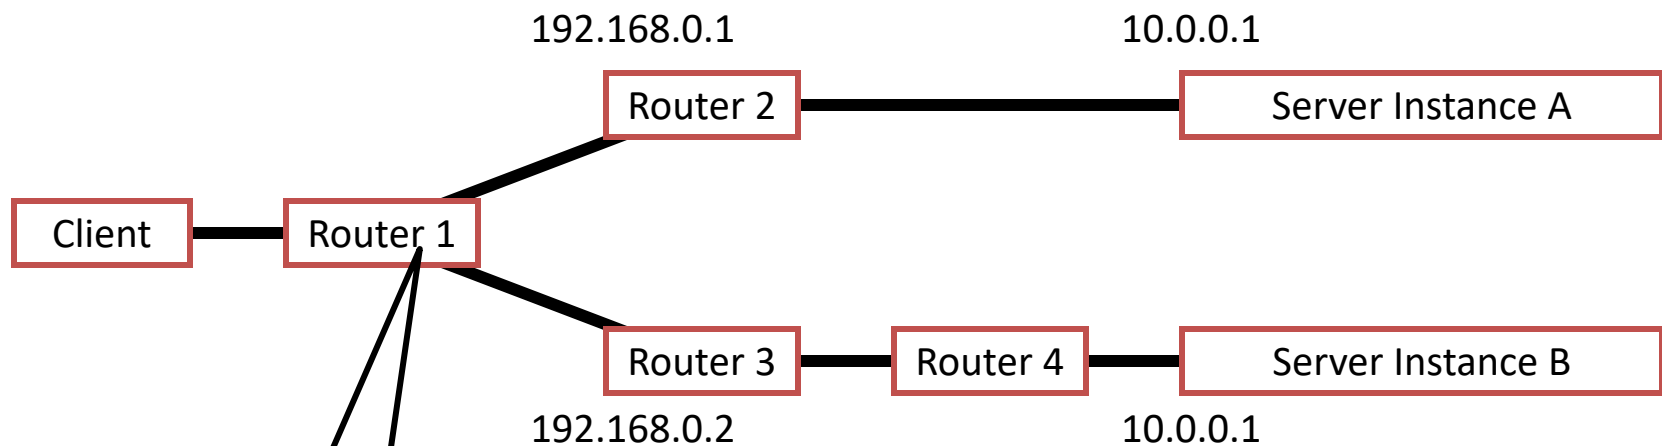 192.168.0.1 10.0.0.1
Router 2 Server Instance A
Client Router 1
Router 3 Router 4 Server Instance B
192.168.0.2 10.0.0.1